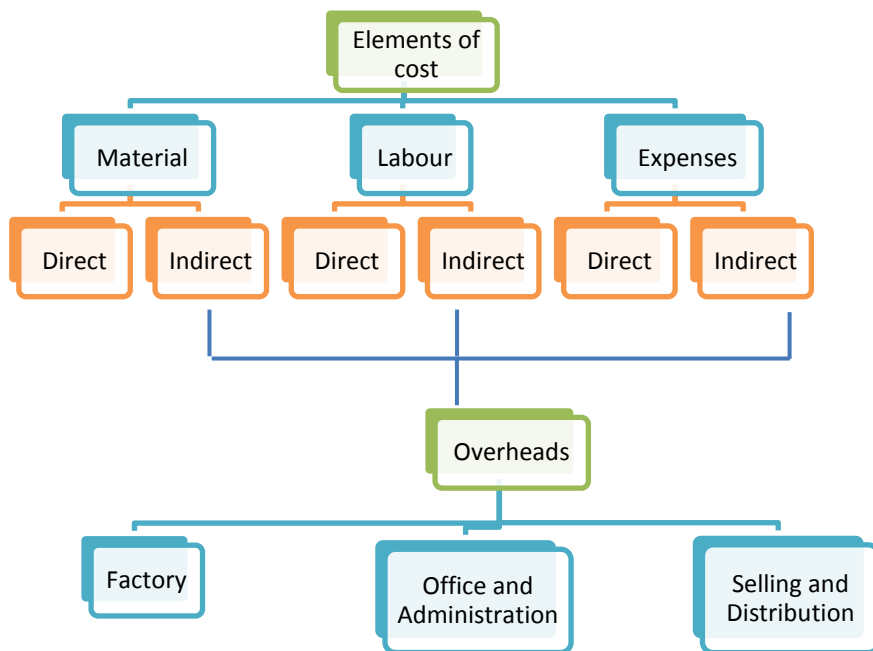 Elements of
cost
Material
Labour
Expenses
Direct
Indirect
Direct
Indirect
Direct
Indirect
Overheads
Factory
Office and
Administration
Selling and
Distribution